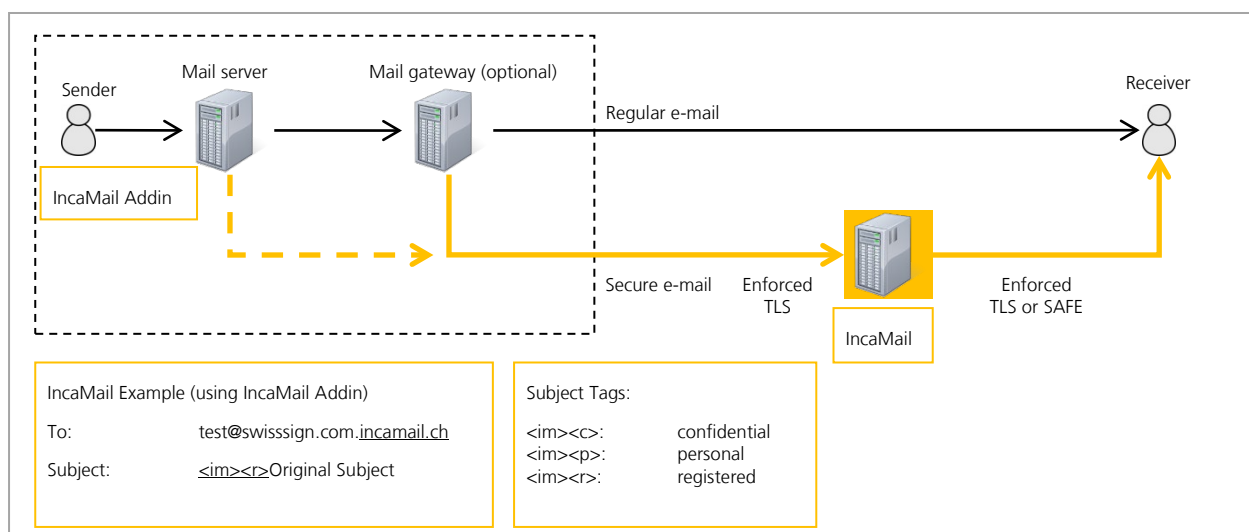 Mail server
Mail gateway (optional)
Sender
Receiver
Regular e-mail
IncaMail Addin
Secure e-mail
Enforced
TLS
Enforced
TLS or SAFE
IncaMail
IncaMail Example (using IncaMail Addin)
To: test@swisssign.com.incamail.ch
Subject: <im><r>Original Subject
Subject Tags:
<im><c>: confidential
<im><p>: personal
<im><r>: registered